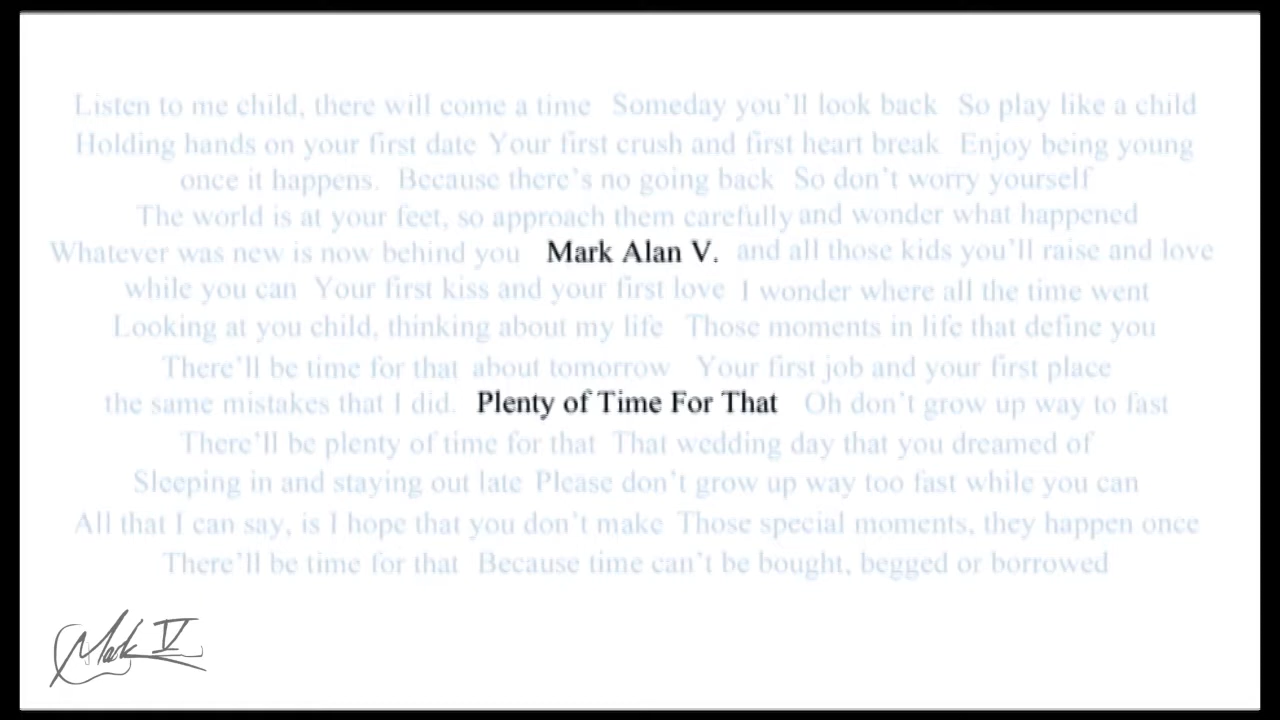 Listen to me child, there will come a time Someday you'll look back So play like a child
Holding hands on your first date Your first crush and first heart break Enjoy being young
once it happens. Because there's no going back So don't worry yourself
The world is at your feet, so approach them carefully and wonder what happened
Whatever was new is now behind you Mark Alan V. and all those kids you'll raise and love
while you can Your first kiss and your first love I wonder where all the time went
Looking at you child, thinking about my life Those moments in life that define you
There'll be time for that about tomorrow Your first job and your first place
the same mistakes that I did. Plenty of Time For That Oh don't grow up way to fast
There'll be plenty of time for that That wedding day that you dreamed of
Sleeping in and staying out late Please don't grow up way too fast while you can
All that I can say, is I hope that you don't make Those special moments, they happen once
There'll be time for that Because time can't be bought, begged or borrowed
Mark V